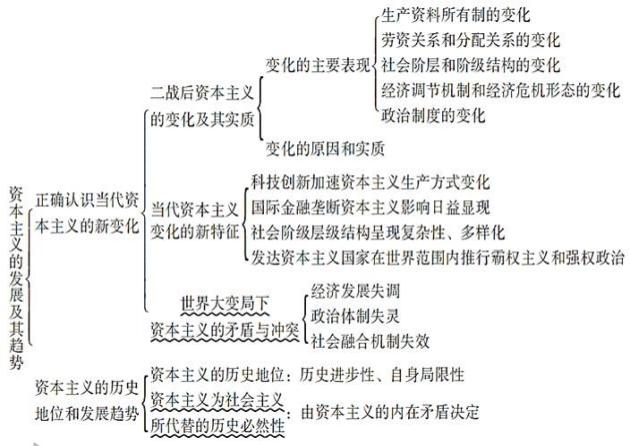 资本主义的发展及其趋势
正确认识当代资
本主义的新变化
二战后资本主义
的变化及其实质
变化的主要表现
生产资料所有制的变化
劳资关系和分配关系的变化
社会阶层和阶级结构的变化
经济调节机制和经济危机形态的变化
政治制度的变化
变化的原因和实质
当代资本主义
变化的新特征
科技创新加速资本主义生产方式变化
国际金融垄断资本主义影响日益显现
社会阶级层级结构呈现复杂性、多样化
发达资本主义国家在世界范围内推行霸权主义和强权政治
世界大变局下
资本主义的矛盾与冲突
经济发展失调
政治体制失灵
社会融合机制失效
资本主义的历史
地位和发展趋势
资本主义的历史地位：历史进步性、自身局限性
资本主义为社会主义
所代替的历史必然性
：由资本主义的内在矛盾决定